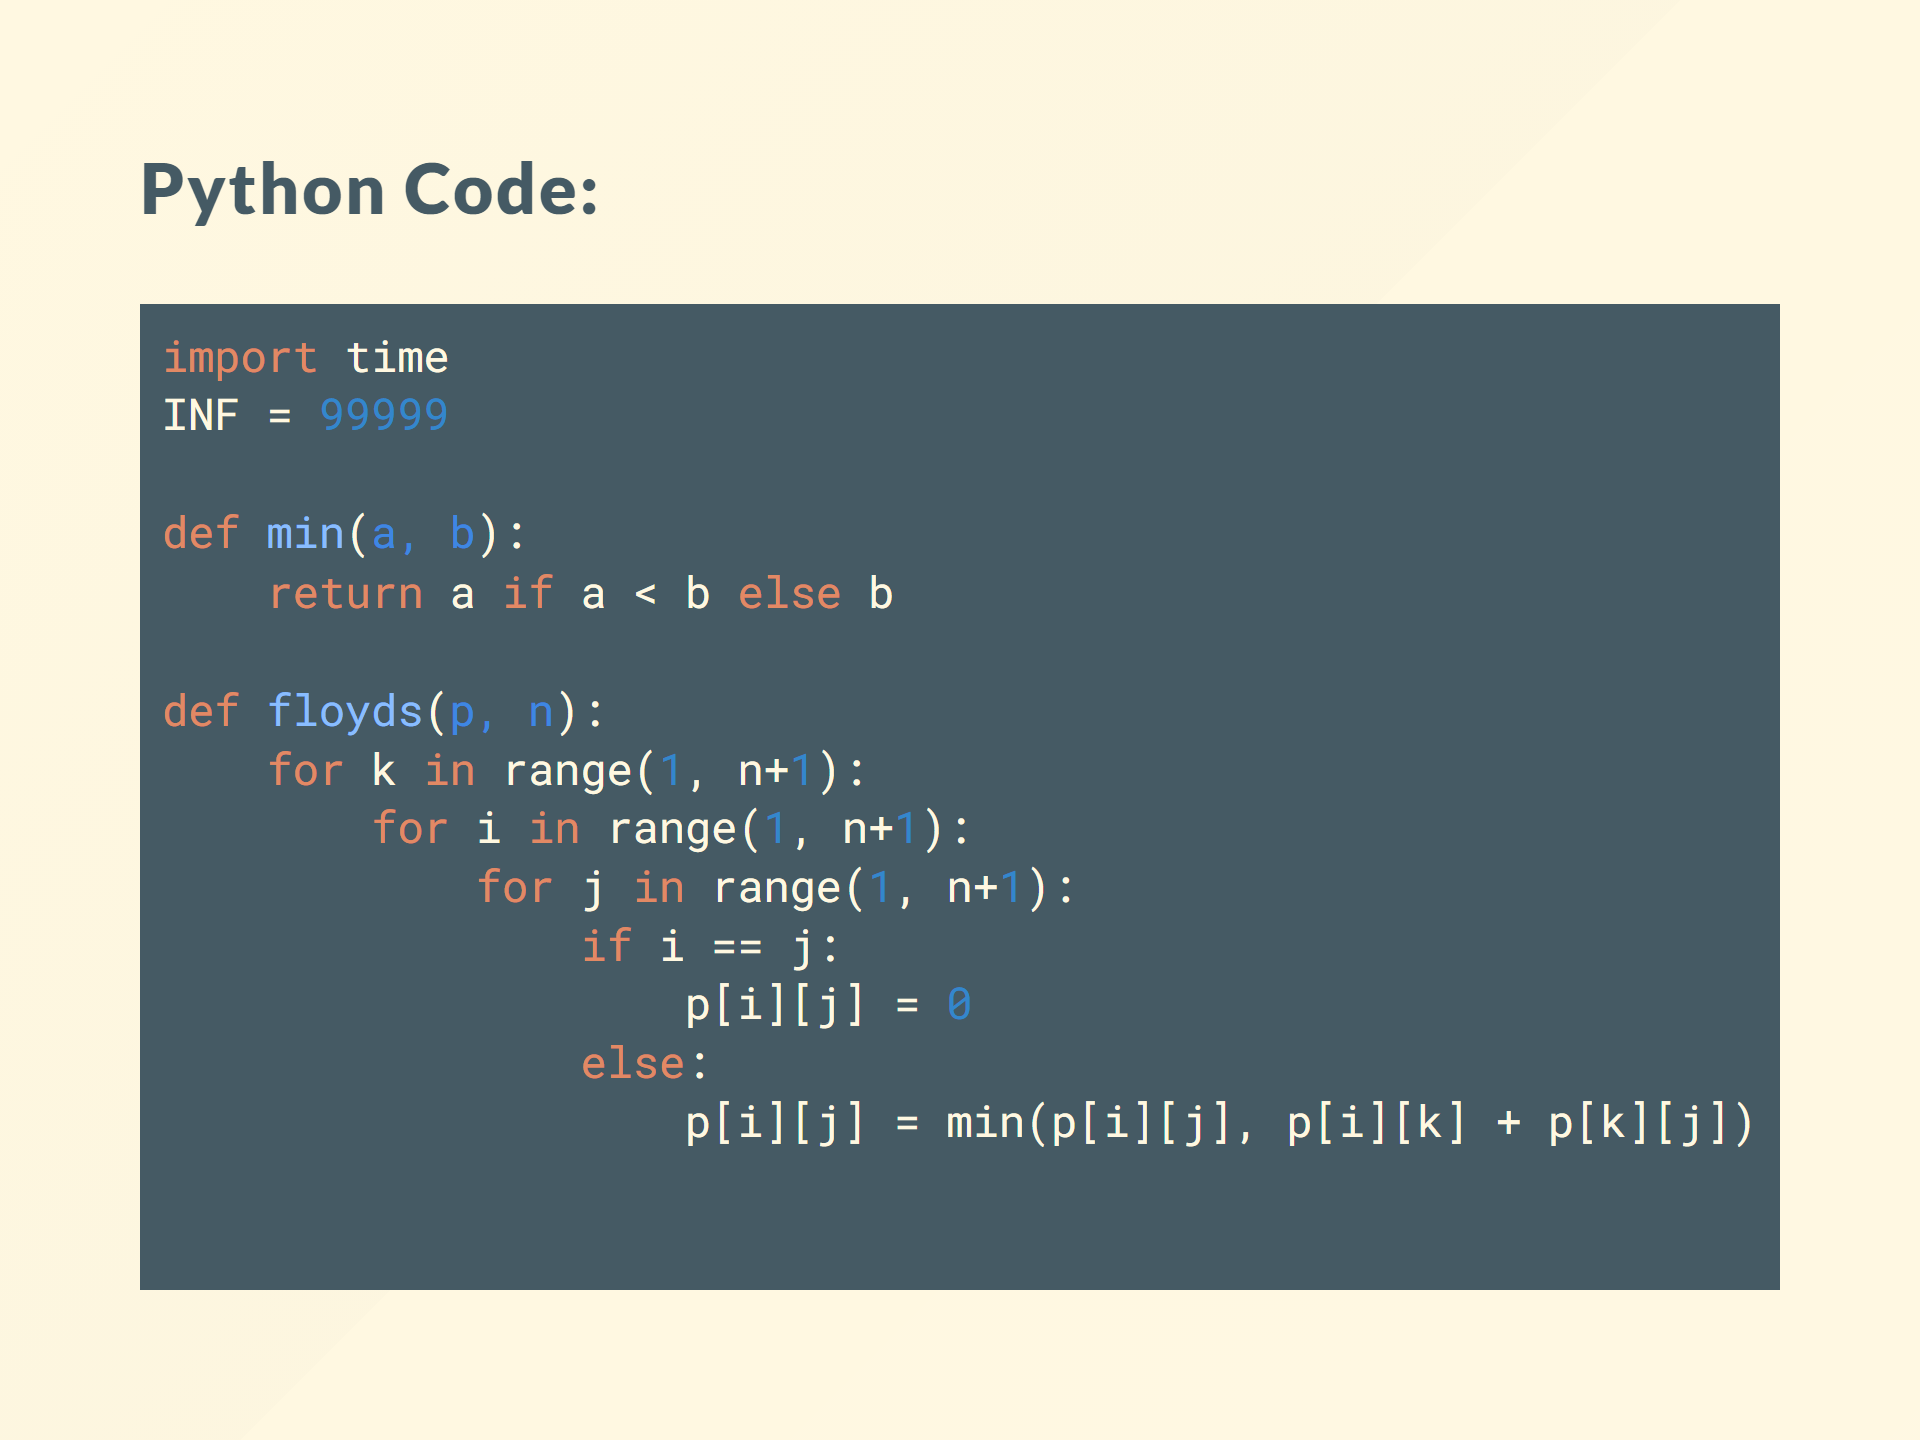 Python Code:
import time
INF = 99999
def min(a, b):
    return a if a < b else b
def floyds(p, n):
    for k in range(1, n+1):
        for i in range(1, n+1):
            for j in range(1, n+1):
                if i == j:
                    p[i][j] = 0
                else:
                    p[i][j] = min(p[i][j], p[i][k] + p[k][j])